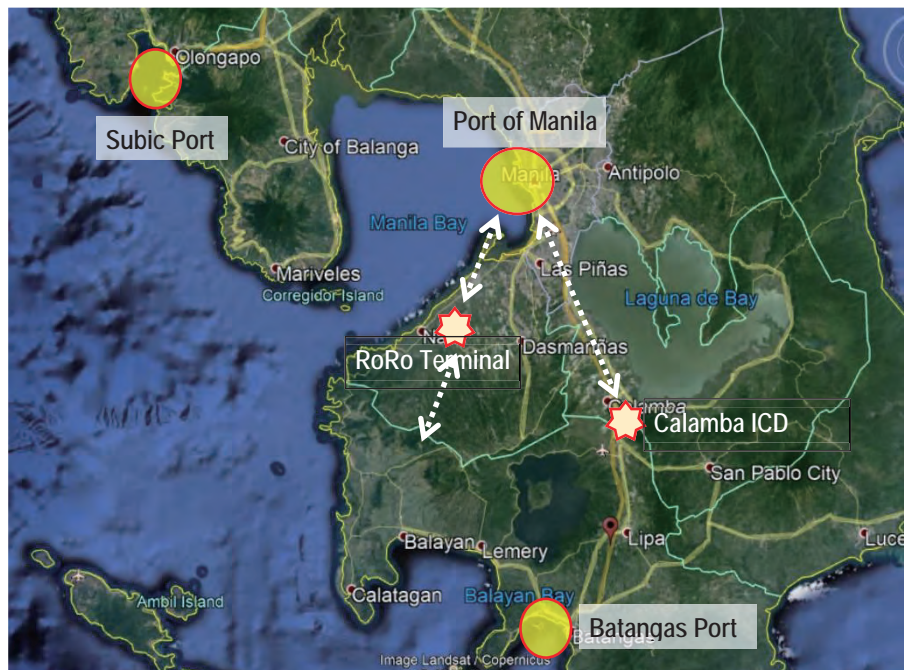 Olongapo
Subic Port
City of Balanga
Port of Manila
Manila
Antipolo
Manila Bay
Mariveles
Corregidor Island
Las Piñas
Laguna de Bay
RoRo Terminal
Dasmariñas
Calamba
Calamba ICD
San Pablo City
Balayan
Lemery
Lipa
Calatagan
Balayan Bay
Ambil Island
Batangas Port
Batangas
Image Landsat / Copernicus